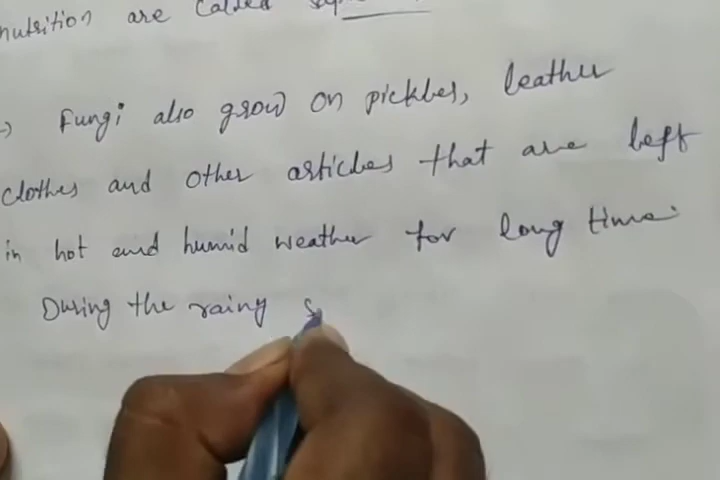 nutrition are called
-> Fungi also grow on pickles, leather
clothes and other articles that are left
in hot and humid weather for long time.
During the rainy s